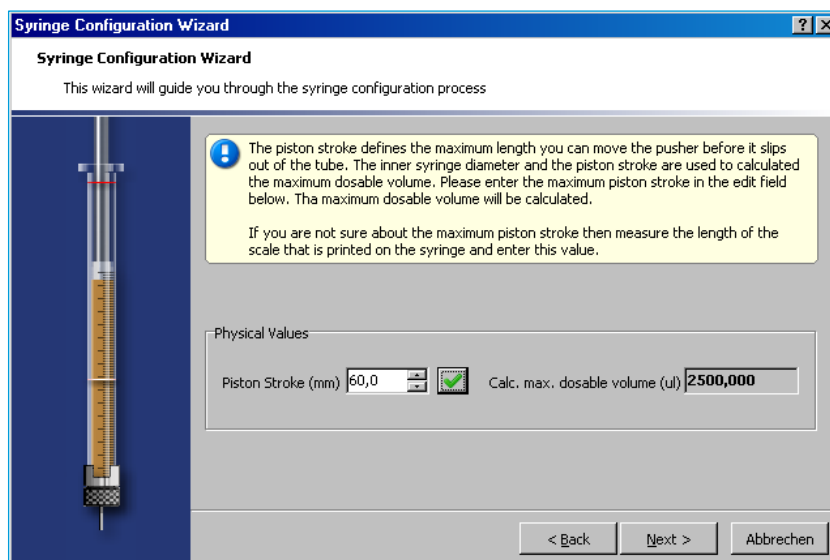 Syringe Configuration Wizard
Syringe Configuration Wizard
This wizard will guide you through the syringe configuration process
The piston stroke defines the maximum length you can move the pusher before it slips
out of the tube. The inner syringe diameter and the piston stroke are used to calculated
the maximum dosable volume. Please enter the maximum piston stroke in the edit field
below. Tha maximum dosable volume will be calculated.
If you are not sure about the maximum piston stroke then measure the length of the
scale that is printed on the syringe and enter this value.
Physical Values
Piston Stroke (mm) 60,0 Calc. max. dosable volume (ul) 2500,000
< Back Next > Abbrechen